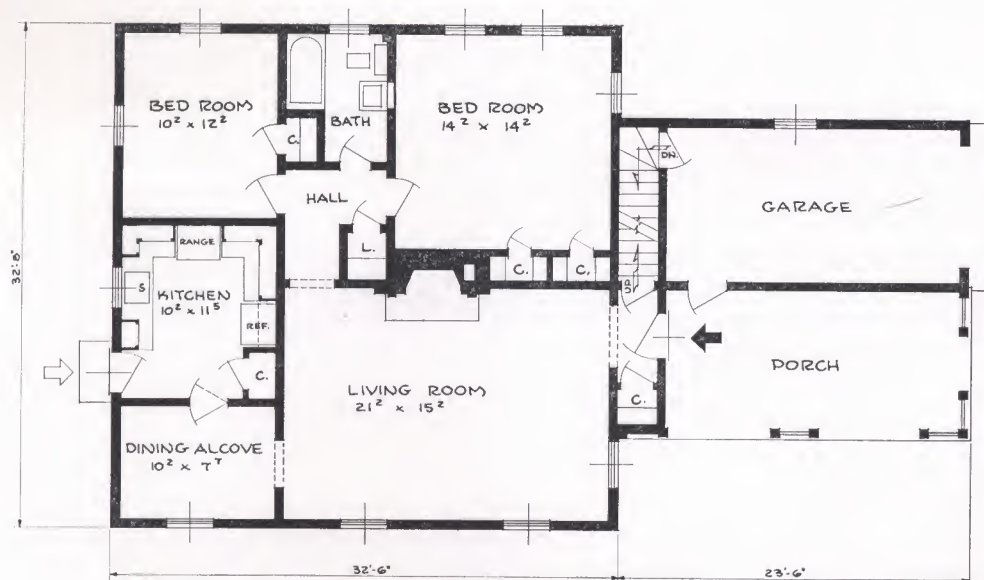 BED ROOM
10² x 12²
BATH
C.
BED ROOM
14² x 14²
DN.
GARAGE
HALL
L.
C.
C.
UP
RANGE
S
KITCHEN
10² x 11⁵
REF.
C.
LIVING ROOM
21² x 15²
C.
PORCH
DINING ALCOVE
10² x 7⁷
32'-8"
32'-6"
23'-6"